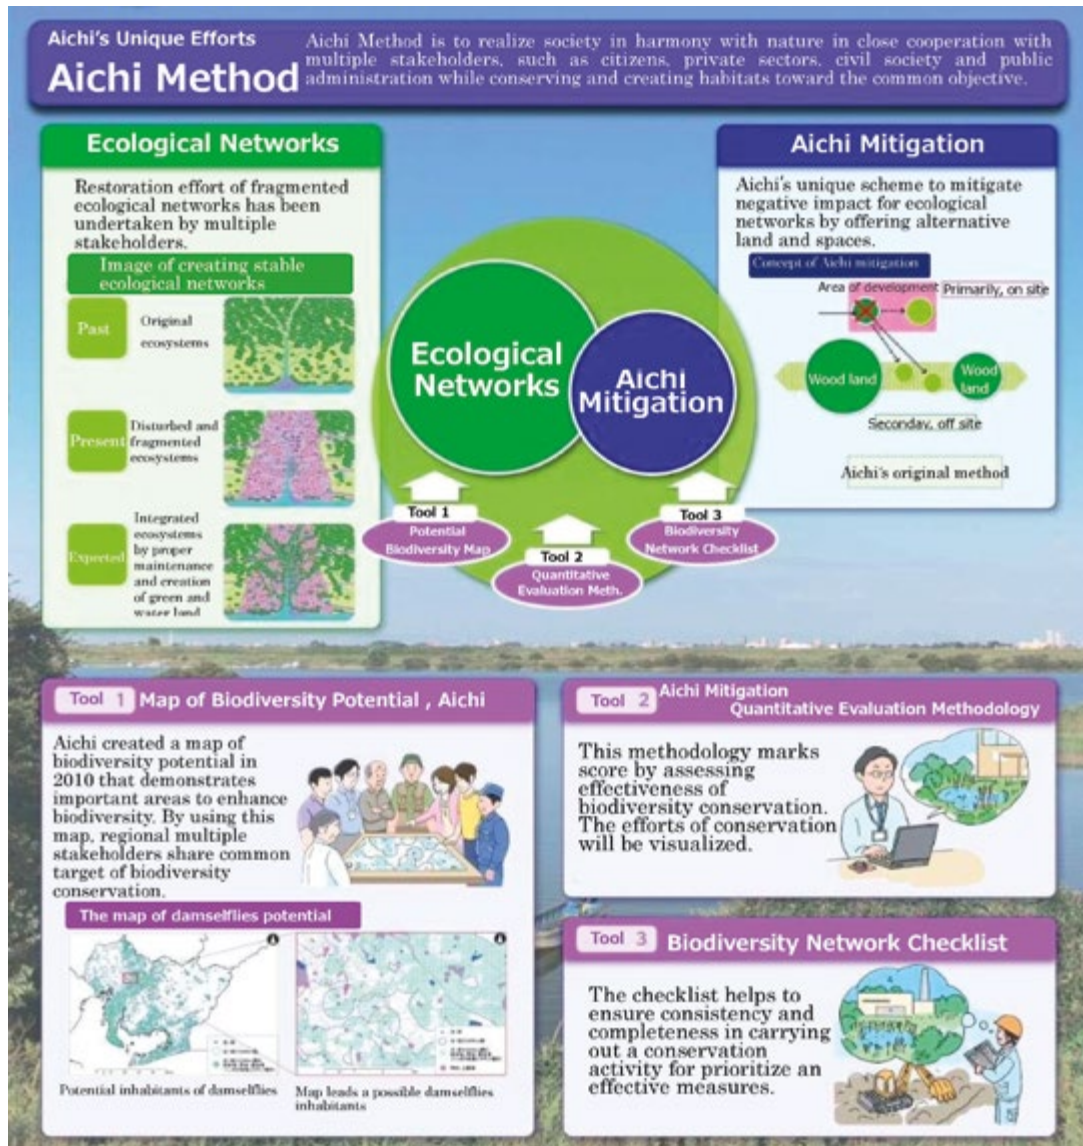 Aichi's Unique Efforts
Aichi Method
Aichi Method is to realize society in harmony with nature in close cooperation with
multiple stakeholders, such as citizens, private sectors, civil society and public
administration while conserving and creating habitats toward the common objective.
Ecological Networks
Restoration effort of fragmented
ecological networks has been
undertaken by multiple
stakeholders.
Image of creating stable
ecological networks
Past
Original
ecosystems
Present
Disturbed and
fragmented
ecosystems
Expected
Integrated
ecosystems
by proper
maintenance
and creation
of green and
water land
Ecological
Networks
Aichi
Mitigation
Tool 1
Potential
Biodiversity Map
Tool 2
Quantitative
Evaluation Meth.
Tool 3
Biodiversity
Network Checklist
Aichi Mitigation
Aichi's unique scheme to mitigate
negative impact for ecological
networks by offering alternative
land and spaces.
Concept of Aichi mitigation
Area of development
Primarily, on site
Wood land
Wood
land
Seconday, off site
Aichi's original method
Tool 1 Map of Biodiversity Potential , Aichi
Aichi created a map of
biodiversity potential in
2010 that demonstrates
important areas to enhance
biodiversity. By using this
map, regional multiple
stakeholders share common
target of biodiversity
conservation.
The map of damselflies potential
Potential inhabitants of damselflies
Map leads a possible damselflies
inhabitants
Tool 2
Aichi Mitigation
Quantitative Evaluation Methodology
This methodology marks
score by assessing
effectiveness of
biodiversity conservation.
The efforts of conservation
will be visualized.
Tool 3 Biodiversity Network Checklist
The checklist helps to
ensure consistency and
completeness in carrying
out a conservation
activity for prioritize an
effective measures.